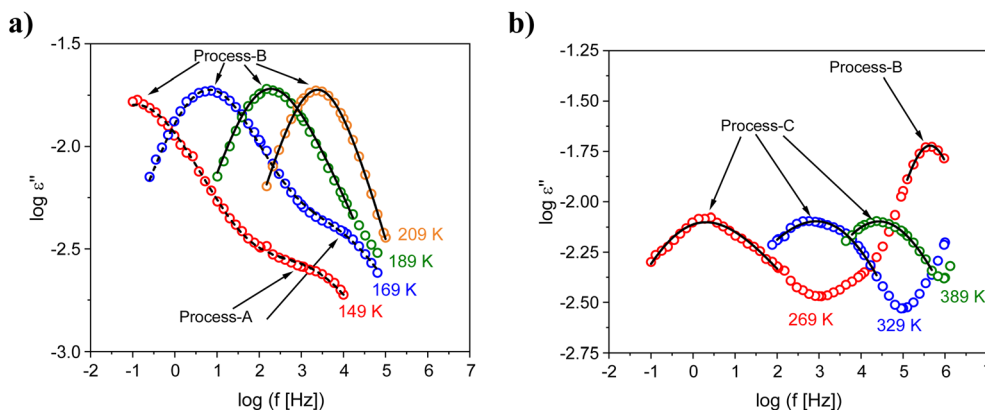 a)
-1.5
-2.0
-2.5
-3.0
log ε''
Process-B
Process-A
209 K
189 K
169 K
149 K
-2 -1 0 1 2 3 4 5 6 7
log (f [Hz])
b)
-1.25
-1.50
-1.75
-2.00
-2.25
-2.50
-2.75
log ε''
Process-B
Process-C
269 K
329 K
389 K
-2 -1 0 1 2 3 4 5 6 7
log (f [Hz])